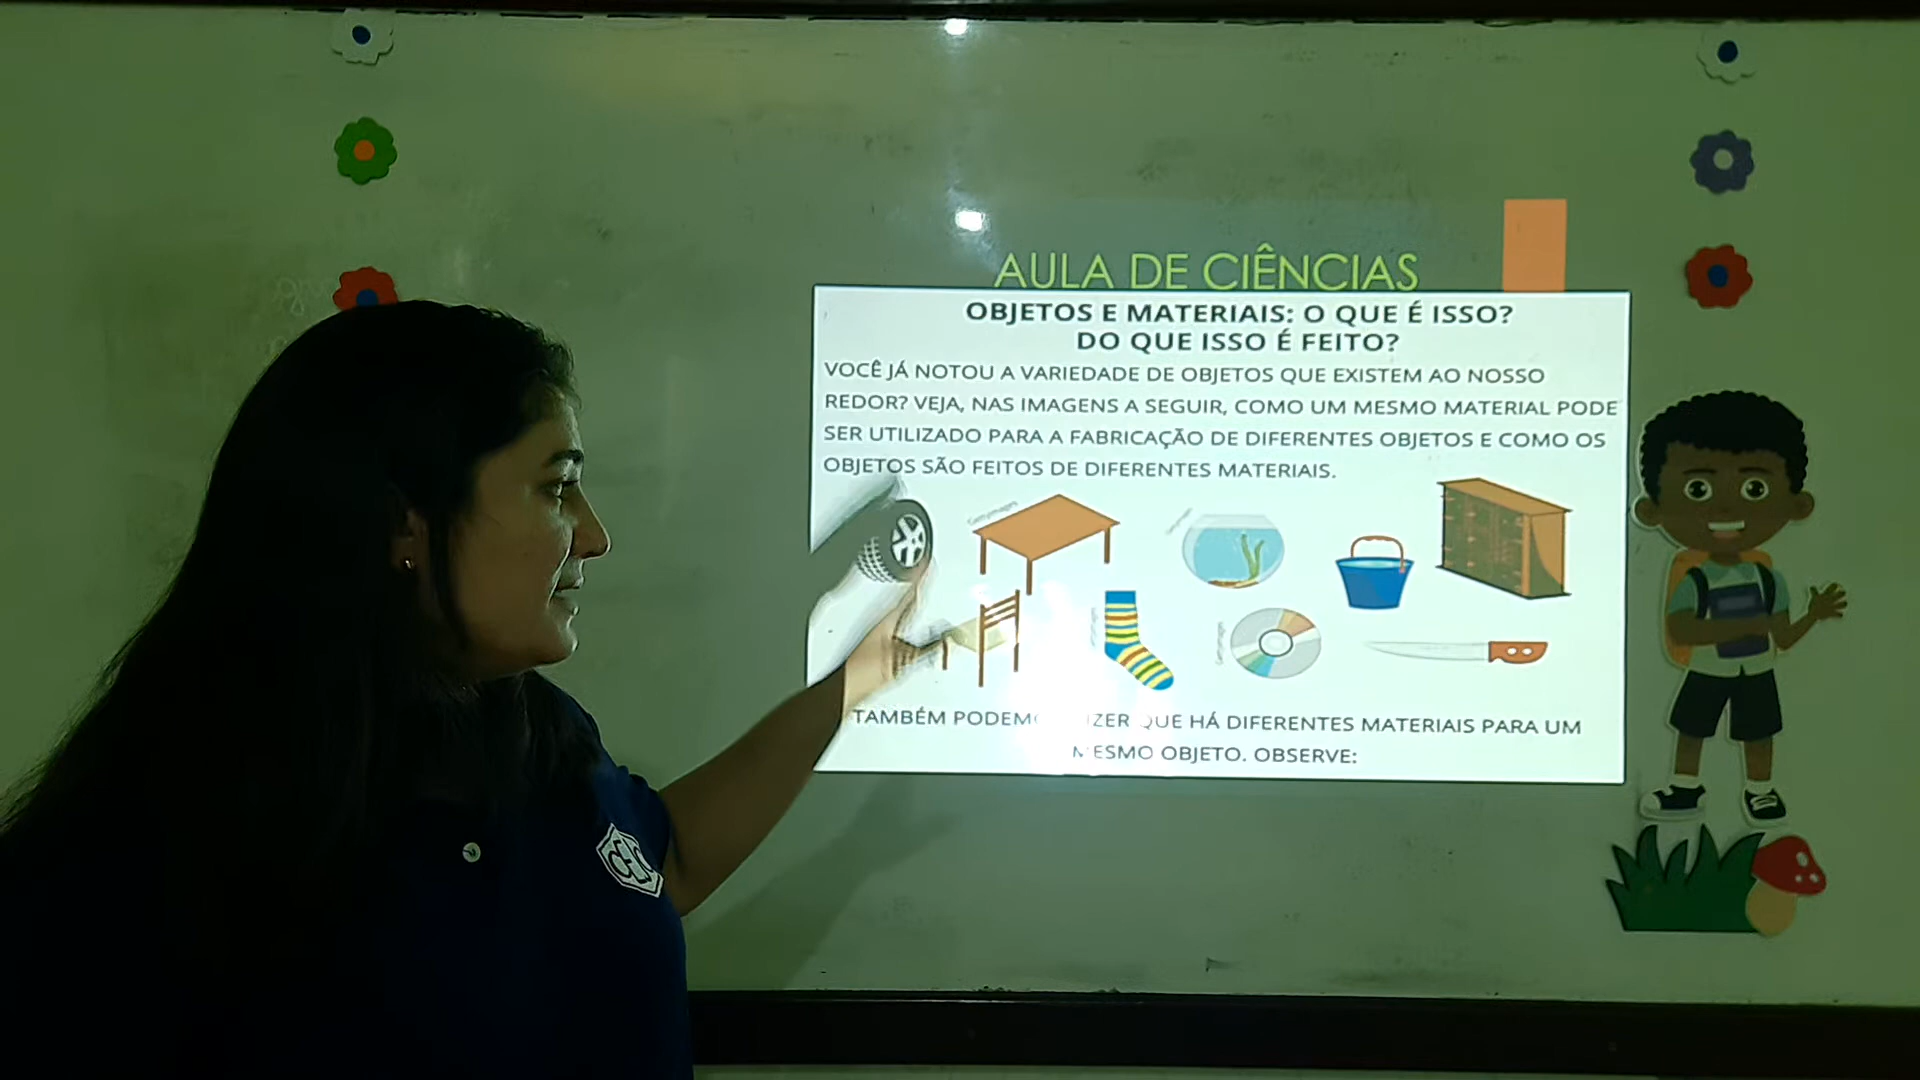 AULA DE CIÊNCIAS
OBJETOS E MATERIAIS: O QUE É ISSO?
DO QUE ISSO É FEITO?
VOCÊ JÁ NOTOU A VARIEDADE DE OBJETOS QUE EXISTEM AO NOSSO
REDOR? VEJA, NAS IMAGENS A SEGUIR, COMO UM MESMO MATERIAL PODE
SER UTILIZADO PARA A FABRICAÇÃO DE DIFERENTES OBJETOS E COMO OS
OBJETOS SÃO FEITOS DE DIFERENTES MATERIAIS.
TAMBÉM QUE HÁ DIFERENTES MATERIAIS PARA UM
MESMO OBJETO. OBSERVE: